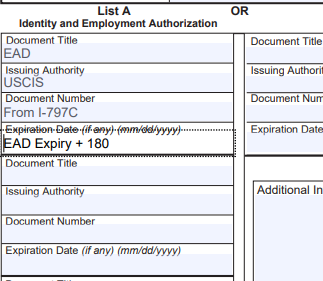 List A
OR
Identity and Employment Authorization
Document Title
Document Title
EAD
Issuing Authority
Issuing Authori
USCIS
Document Number
Document Num
From I-797C
Expiration Date (if any) (mm/dd/yyyy)
Expiration Date
EAD Expiry + 180
Document Title
Issuing Authority
Additional In
Document Number
Expiration Date (if any) (mm/dd/yyyy)